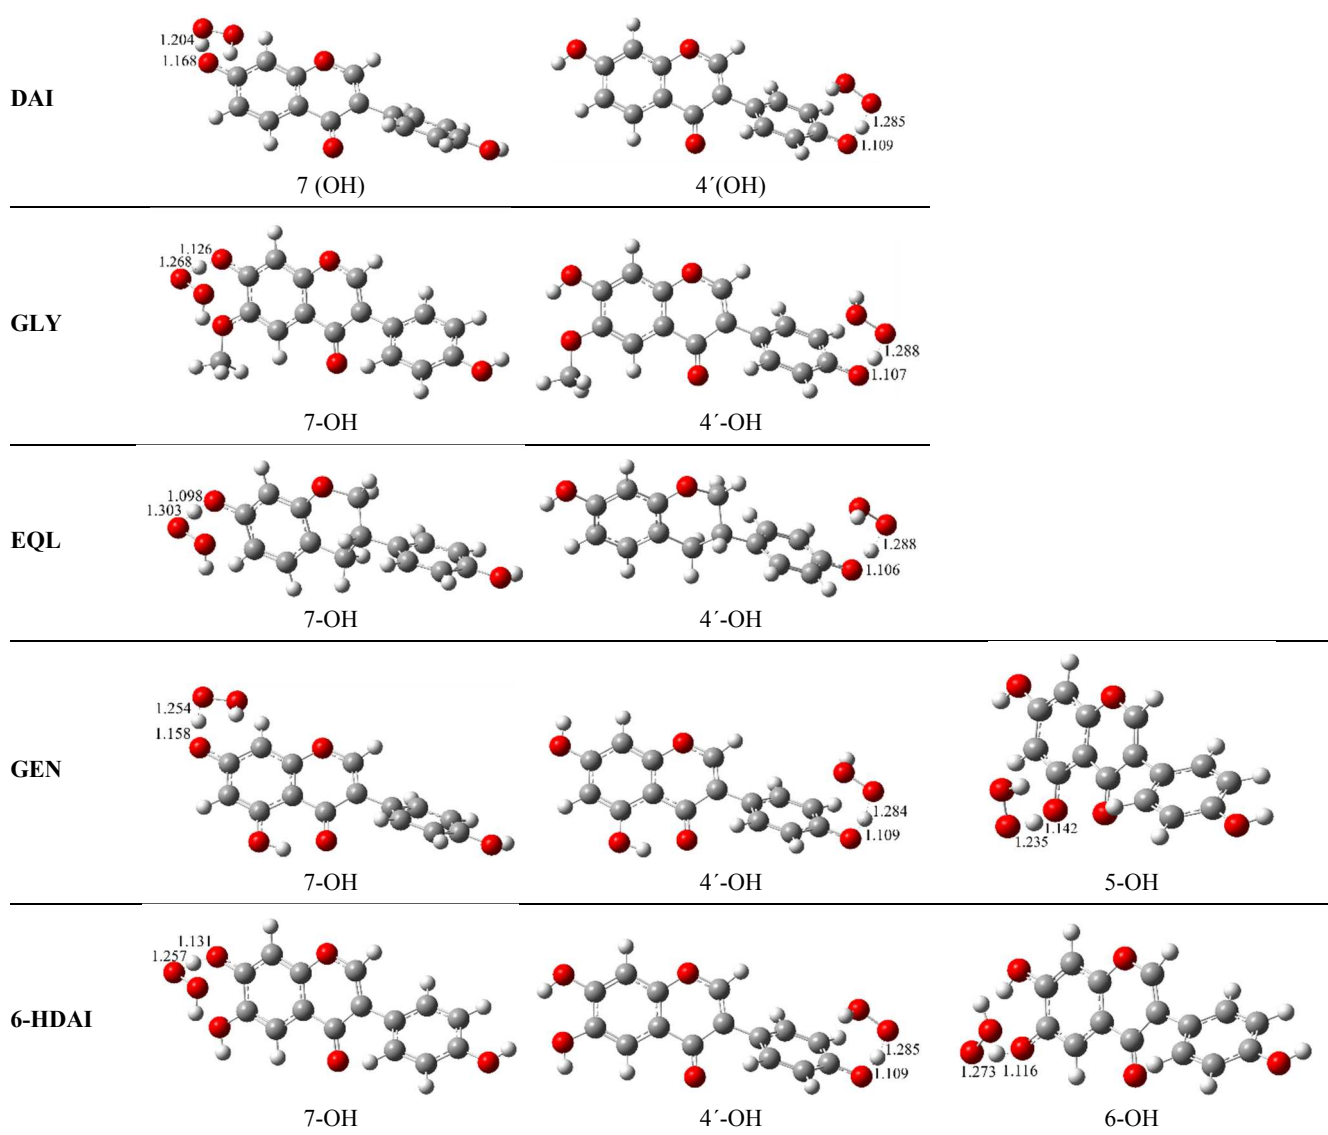 1.204
1.168
1.285
1.109
DAI
7 (OH) 4´(OH)
1.126
1.268
1.288
1.107
GLY
7-OH 4´-OH
1.098
1.303
1.288
1.106
EQL
7-OH 4´-OH
1.254
1.158
1.284
1.109
1.142
1.235
GEN
7-OH 4´-OH 5-OH
1.131
1.257
1.285
1.109
1.273 1.116
6-HDAI
7-OH 4´-OH 6-OH